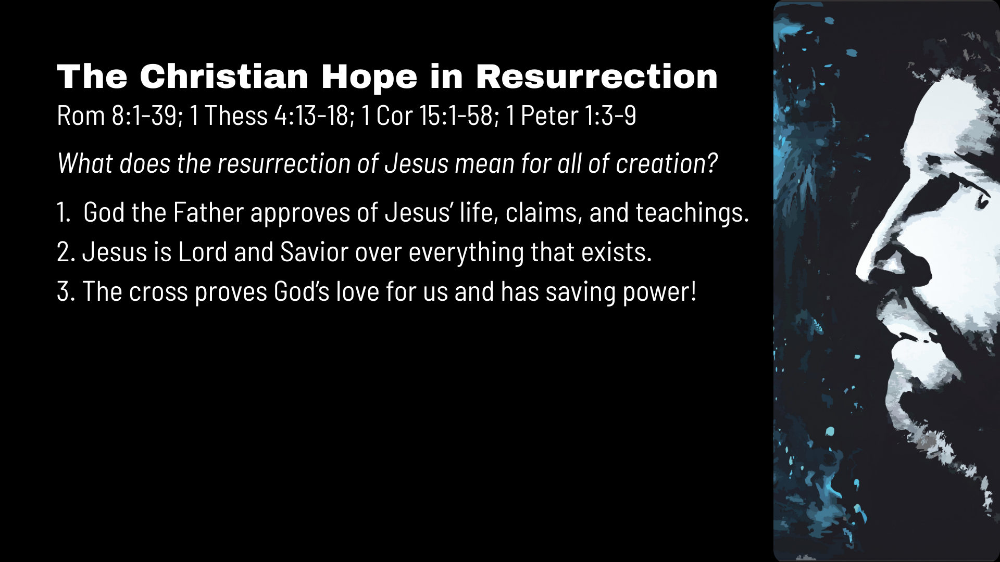 The Christian Hope in Resurrection
Rom 8:1-39; 1 Thess 4:13-18; 1 Cor 15:1-58; 1 Peter 1:3-9
What does the resurrection of Jesus mean for all of creation?
1. God the Father approves of Jesus’ life, claims, and teachings.
2. Jesus is Lord and Savior over everything that exists.
3. The cross proves God’s love for us and has saving power!